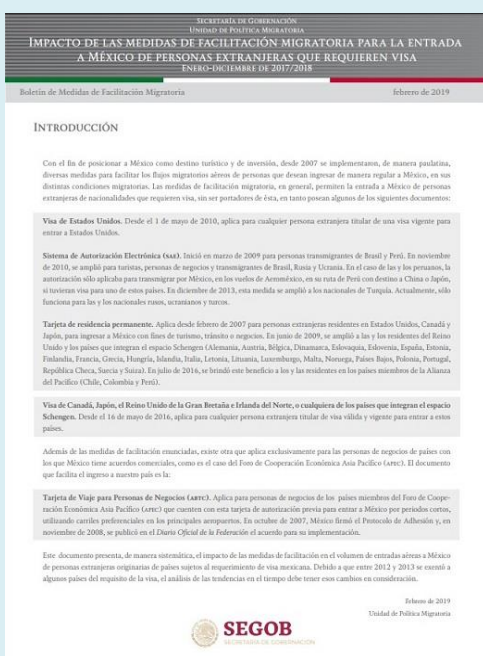 SECRETARÍA DE GOBERNACIÓN
UNIDAD DE POLÍTICA MIGRATORIA
IMPACTO DE LAS MEDIDAS DE FACILITACIÓN MIGRATORIA PARA LA ENTRADA
A MÉXICO DE PERSONAS EXTRANJERAS QUE REQUIEREN VISA
ENERO-DICIEMBRE DE 2017/2018
Boletín de Medidas de Facilitación Migratoria febrero de 2019
INTRODUCCIÓN
Con el fin de posicionar a México como destino turístico y de inversión, desde 2007 se implementaron, de manera paulatina,
diversas medidas para facilitar los flujos migratorios aéreos de personas que desean ingresar de manera regular a México, en sus
distintas condiciones migratorias. Las medidas de facilitación migratoria, en general, permiten la entrada a México de personas
extranjeras de nacionalidades que requieren visa, sin ser portadores de ésta, en tanto posean algunos de los siguientes documentos:
Visa de Estados Unidos. Desde el 1 de mayo de 2010, aplica para cualquier persona extranjera titular de una visa vigente para
entrar a Estados Unidos.
Sistema de Autorización Electrónica (SAE). Inició en marzo de 2009 para personas transmigrantes de Brasil y Perú. En noviembre
de 2010, se amplió para turistas, personas de negocios y transmigrantes de Brasil, Rusia y Ucrania. En el caso de las y los peruanos, la
autorización sólo aplicaba para transmigrar por México, en los vuelos de Aeroméxico, en su ruta de Perú con destino a China o Japón,
si tuvieran visa para uno de estos países. En diciembre de 2013, esta medida se amplió a los nacionales de Turquía. Actualmente, sólo
funciona para las y los nacionales rusos, ucranianos y turcos.
Tarjeta de residencia permanente. Aplica desde febrero de 2007 para personas extranjeras residentes en Estados Unidos, Canadá y
Japón, para ingresar a México con fines de turismo, tránsito o negocios. En junio de 2009, se amplió a las y los residentes del Reino
Unido y los países que integran el espacio Schengen (Alemania, Austria, Bélgica, Dinamarca, Eslovaquia, Eslovenia, España, Estonia,
Finlandia, Francia, Grecia, Hungría, Islandia, Italia, Letonia, Lituania, Luxemburgo, Malta, Noruega, Países Bajos, Polonia, Portugal,
República Checa, Suecia y Suiza). En julio de 2016, se brindó este beneficio a los y las residentes en los países miembros de la Alianza
del Pacífico (Chile, Colombia y Perú).
Visa de Canadá, Japón, el Reino Unido de la Gran Bretaña e Irlanda del Norte, o cualquiera de los países que integran el espacio
Schengen. Desde el 16 de mayo de 2016, aplica para cualquier persona extranjera titular de visa válida y vigente para entrar a estos
países.
Además de las medidas de facilitación enunciadas, existe otra que aplica exclusivamente para las personas de negocios de países con
los que México tiene acuerdos comerciales, como es el caso del Foro de Cooperación Económica Asia Pacífico (APEC). El documento
que facilita el ingreso a nuestro país es la:
Tarjeta de Viaje para Personas de Negocios (ABTC). Aplica para personas de negocios de los países miembros del Foro de Coope-
ración Económica Asia Pacífico (APEC) que cuenten con esta tarjeta de autorización previa para entrar a México por periodos cortos,
utilizando carriles preferenciales en los principales aeropuertos. En octubre de 2007, México firmó el Protocolo de Adhesión y, en
noviembre de 2008, se publicó en el Diario Oficial de la Federación el acuerdo para su implementación.
Este documento presenta, de manera sistemática, el impacto de las medidas de facilitación en el volumen de entradas aéreas a México
de personas extranjeras originarias de países sujetos al requerimiento de visa mexicana. Debido a que entre 2012 y 2013 se exentó a
algunos países del requisito de la visa, el análisis de las tendencias en el tiempo debe tener esos cambios en consideración.
febrero de 2019
Unidad de Política Migratoria
SEGOB
SECRETARÍA DE GOBERNACIÓN